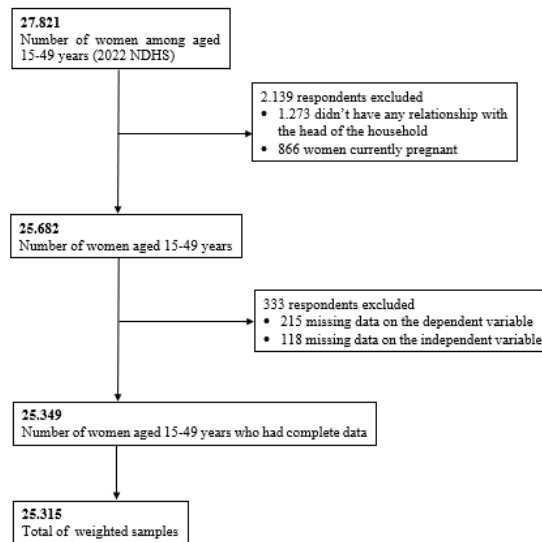 27.821
Number of women among aged
15-49 years (2022 NDHS)
2.139 respondents excluded
• 1.273 didn't have any relationship with
the head of the household
• 866 women currently pregnant
25.682
Number of women aged 15-49 years
333 respondents excluded
• 215 missing data on the dependent variable
• 118 missing data on the independent variable
25.349
Number of women aged 15-49 years who had complete data
25.315
Total of weighted samples